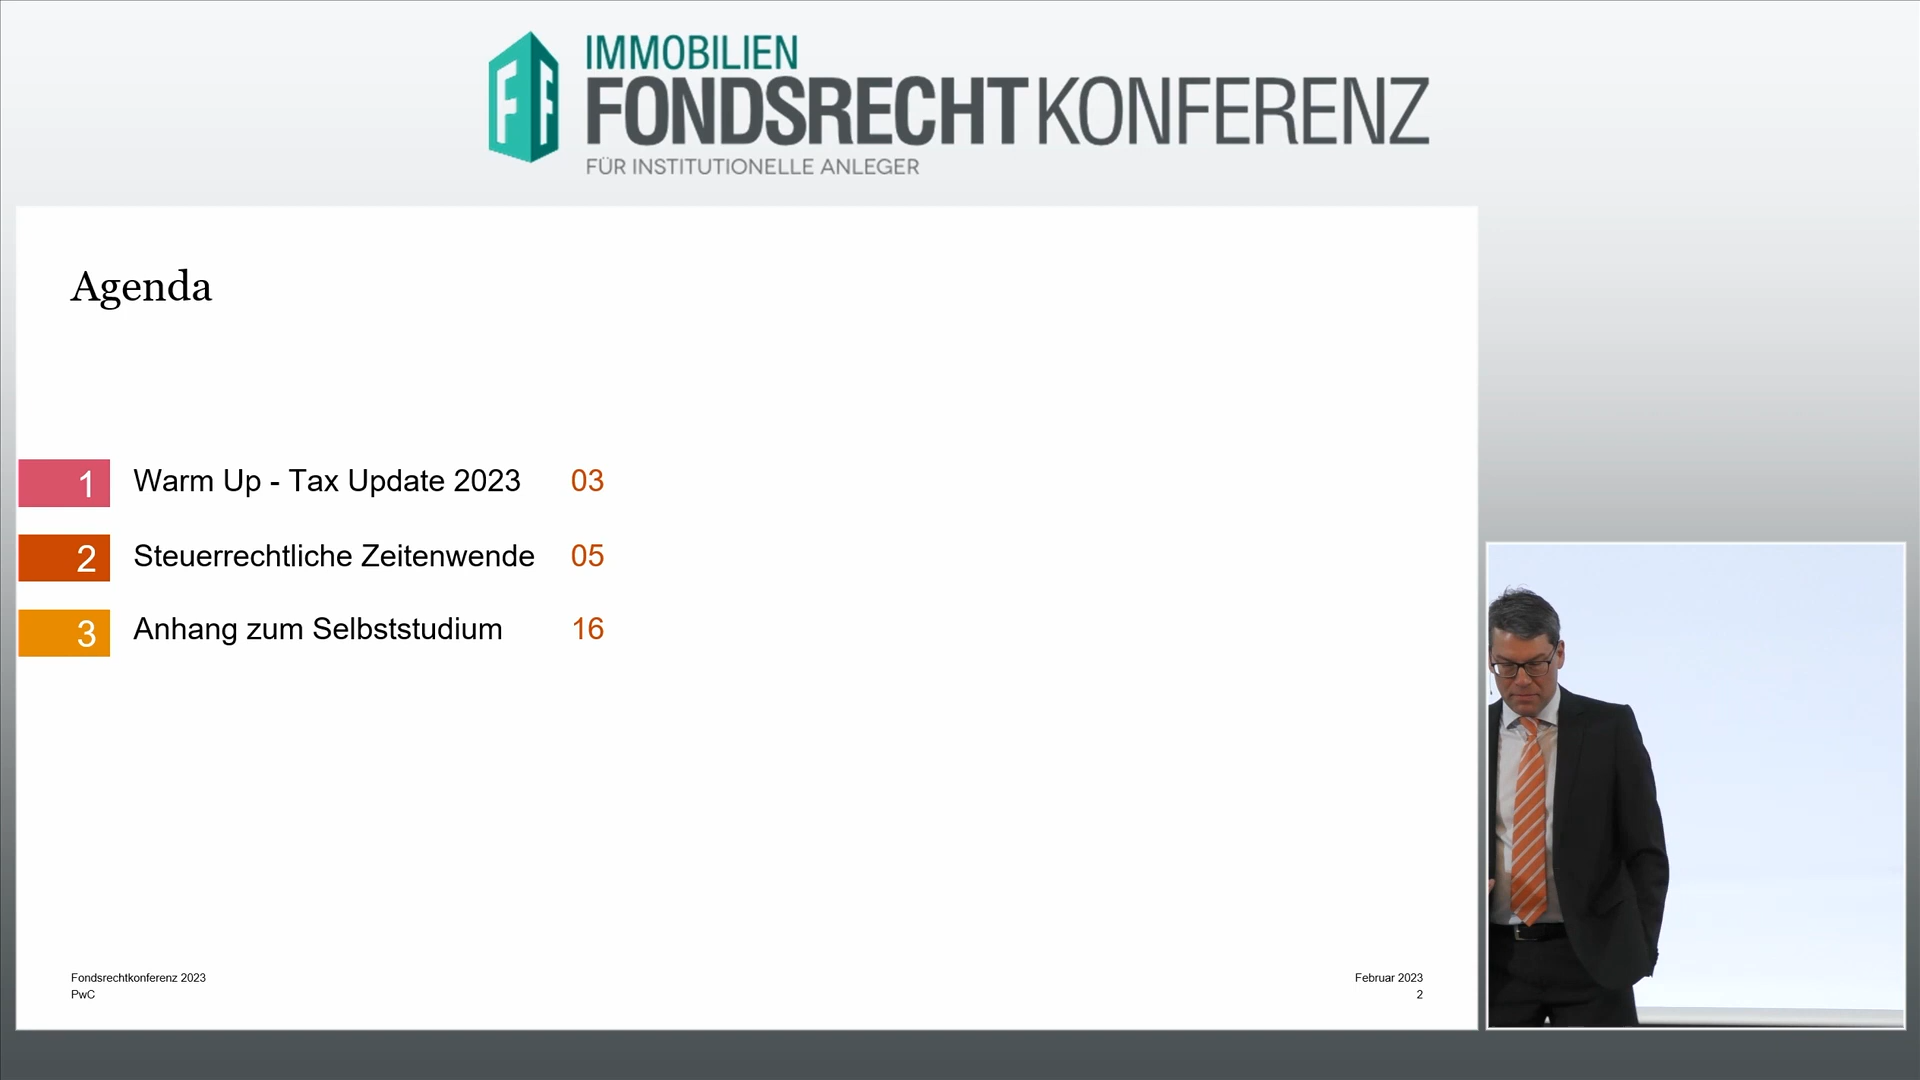 FF
IMMOBILIEN
FONDSRECHTKONFERENZ
FÜR INSTITUTIONELLE ANLEGER
Agenda
1 Warm Up - Tax Update 2023 03
2 Steuerrechtliche Zeitenwende 05
3 Anhang zum Selbststudium 16
Fondsrechtkonferenz 2023
PwC
Februar 2023
2